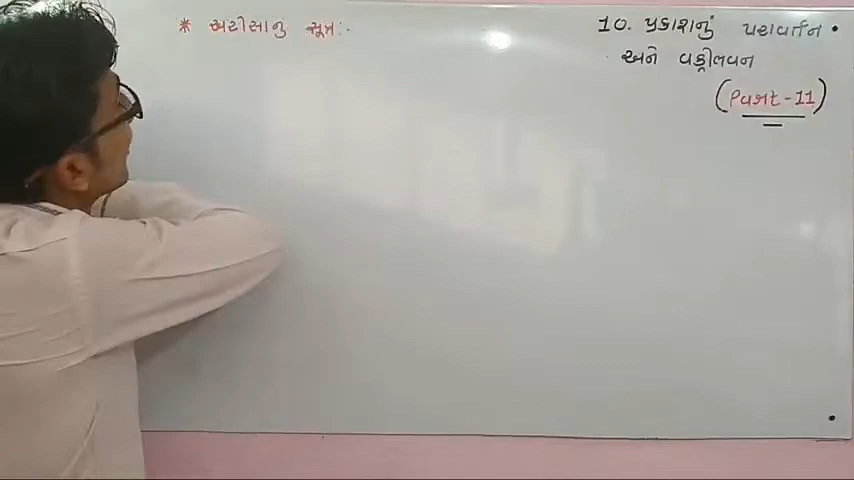 * અરીસાનું સૂત્ર:-
10. પ્રકાશનું પરાવર્તન
અને વક્રીભવન
(Part-11)